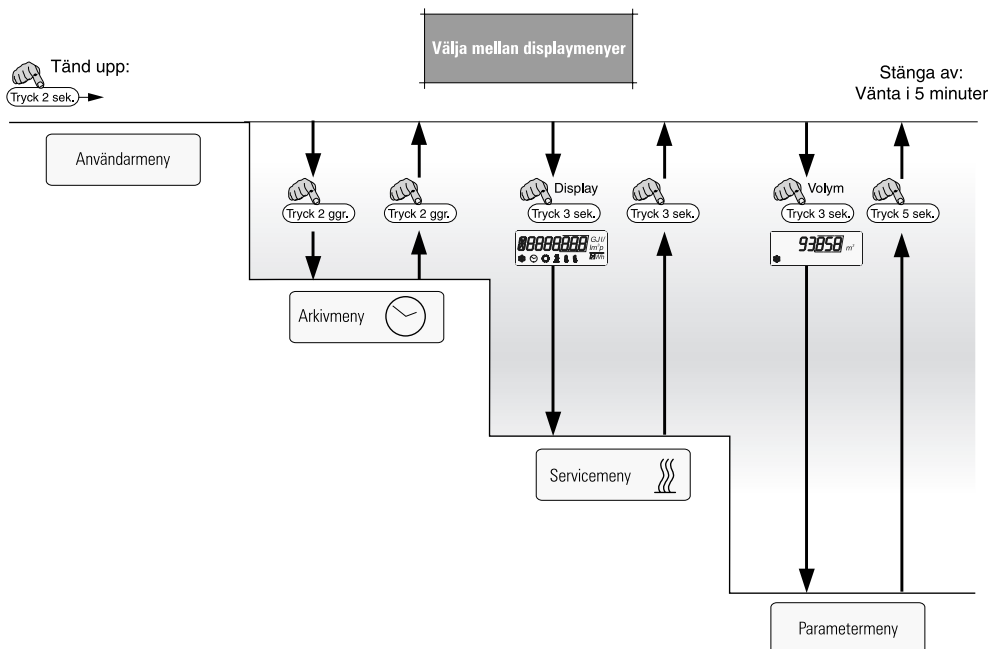 Välja mellan displaymenyer
Tänd upp:
Tryck 2 sek.
Stänga av:
Vänta i 5 minuter
Användarmeny
Tryck 2 ggr.
Tryck 2 ggr.
Display
Tryck 3 sek.
Tryck 3 sek.
Volym
Tryck 3 sek.
Tryck 5 sek.
93858 m³
Arkivmeny
Servicemeny
Parametermeny